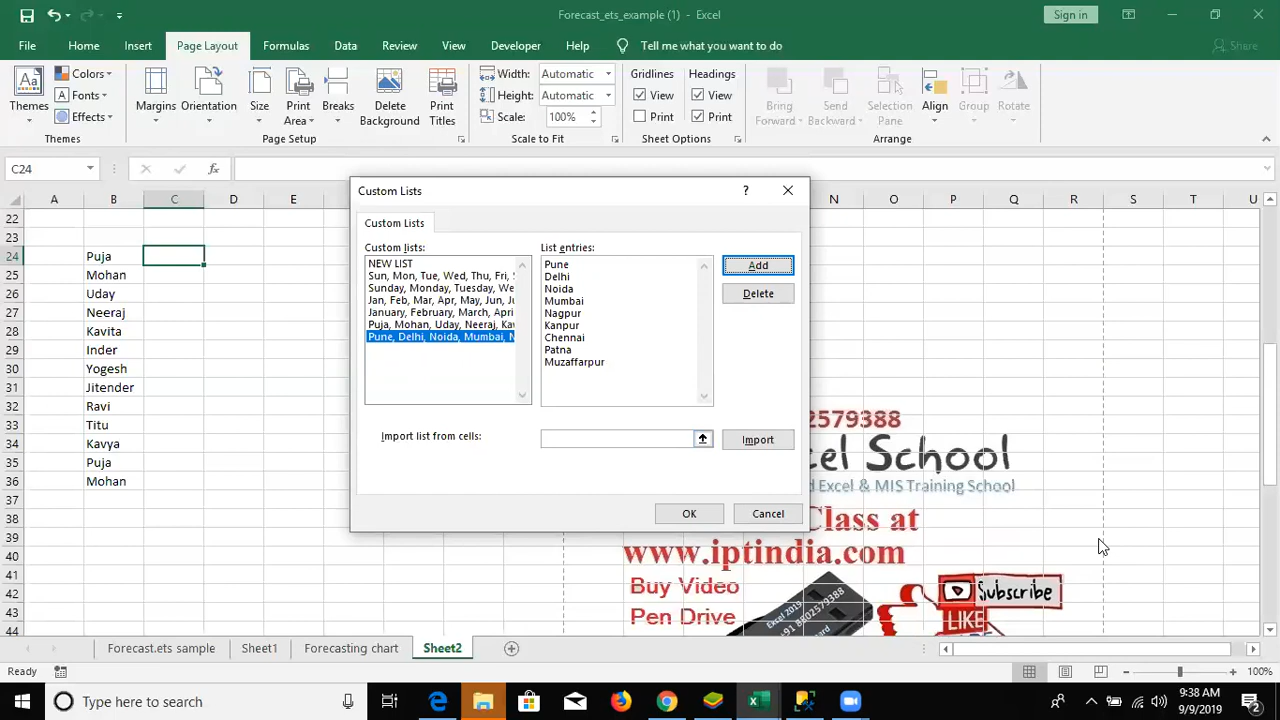 Forecast_ets_example (1) - Excel
Sign in
File Home Insert Page Layout Formulas Data Review View Developer Help Tell me what you want to do Share
Themes
Colors
Fonts
Effects
Margins
Orientation
Size
Print Area
Breaks
Delete Background
Print Titles
Width: Automatic
Height: Automatic
Scale: 100%
Gridlines
View
Print
Headings
View
Print
Bring Forward
Send Backward
Selection Pane
Align
Group
Rotate
Themes Page Setup Scale to Fit Sheet Options Arrange
C24 fx
A B C D E N O P Q R S T U
22
23
24 Puja
25 Mohan
26 Uday
27 Neeraj
28 Kavita
29 Inder
30 Yogesh
31 Jitender
32 Ravi
33 Titu
34 Kavya
35 Puja
36 Mohan
37
38
39
40
41
42
43
44
Custom Lists ?
Custom Lists
Custom lists:
NEW LIST
Sun, Mon, Tue, Wed, Thu, Fri,
Sunday, Monday, Tuesday, We
Jan, Feb, Mar, Apr, May, Jun, Ju
January, February, March, Apri
Puja, Mohan, Uday, Neeraj, Kav
Pune, Delhi, Noida, Mumbai, N
List entries:
Pune
Delhi
Noida
Mumbai
Nagpur
Kanpur
Chennai
Patna
Muzaffarpur
Add
Delete
Import list from cells:
Import
OK Cancel
2579388
cel School
d Excel & MIS Training School
Class at
www.iptindia.com
Buy Video
Pen Drive
Excel 2019
+91 8802579388
Subscribe
LIKE
Forecast.ets sample Sheet1 Forecasting chart Sheet2
Ready
100%
Type here to search
9:38 AM
9/9/2019
2